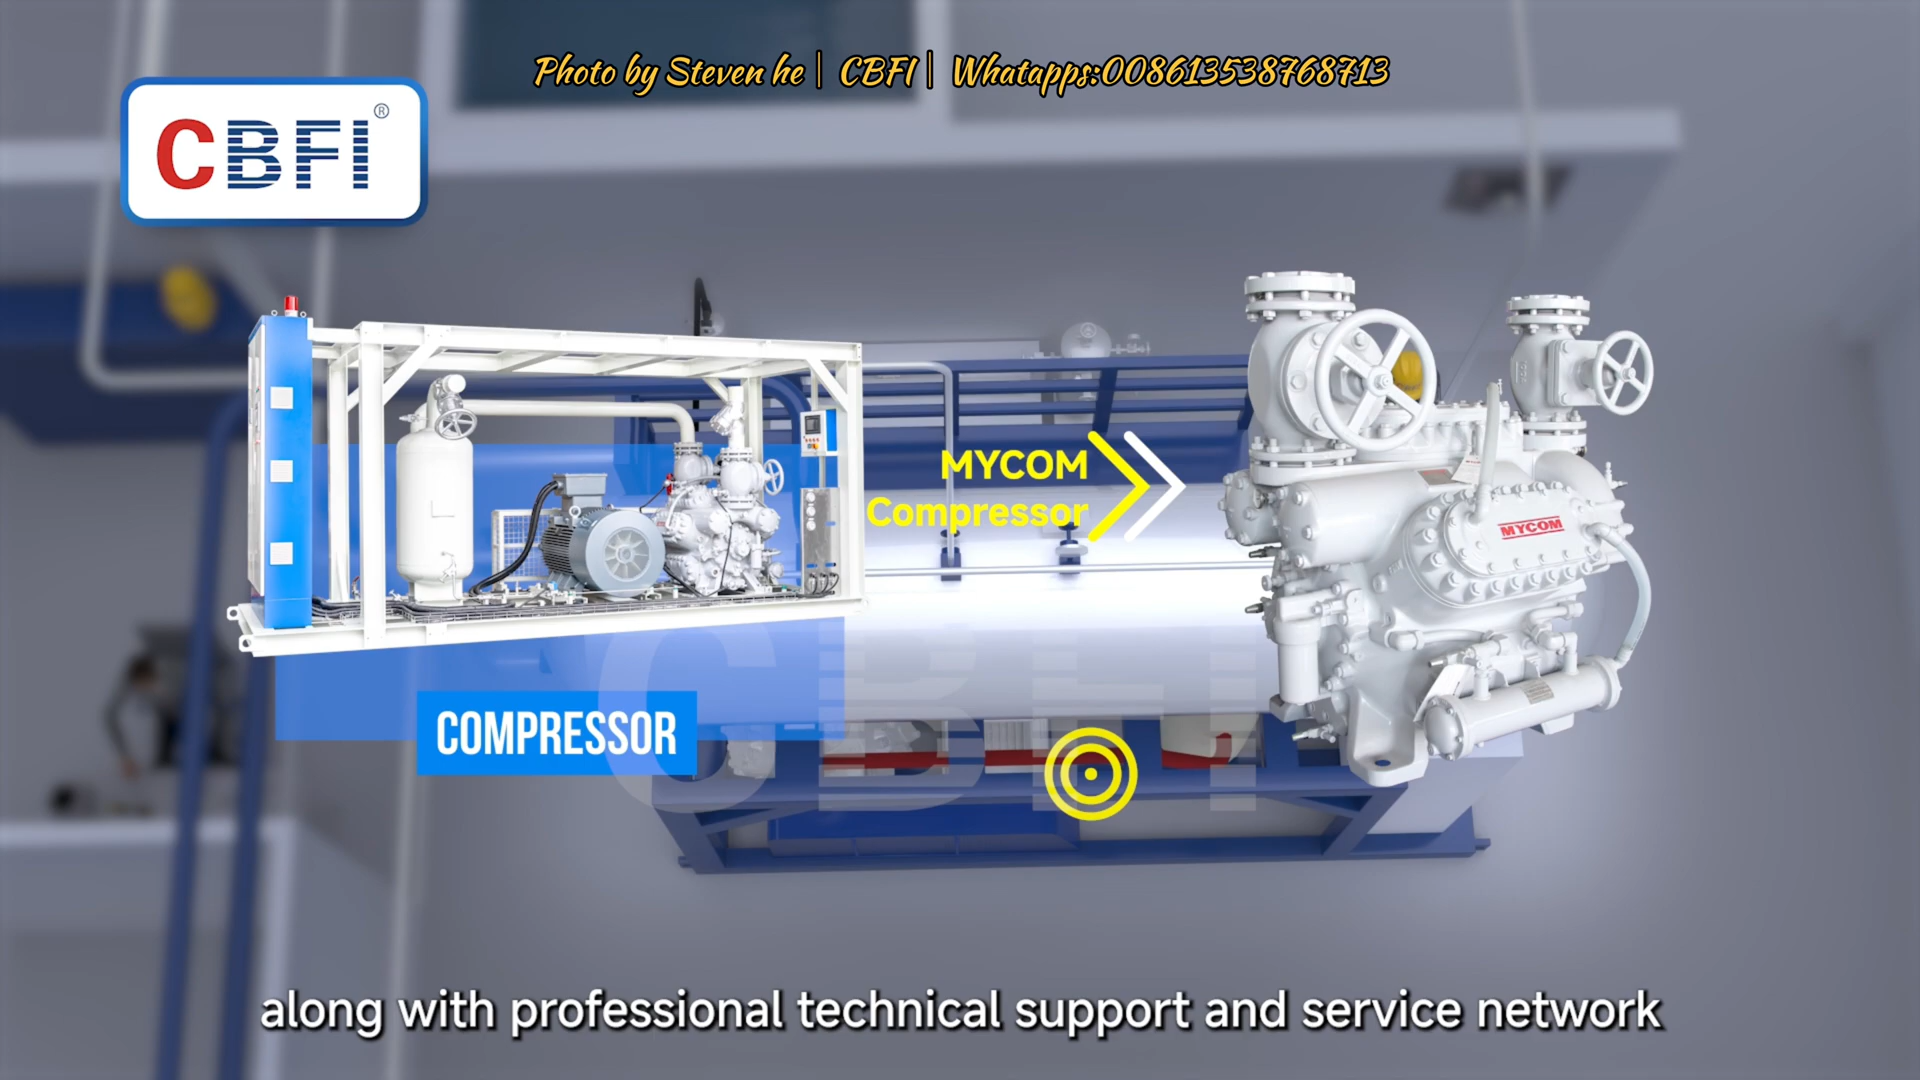 Photo by Steven he | CBFI | Whatapps:008613538768713
CBFI®
MYCOM
Compressor
MYCOM
COMPRESSOR
CBFI
along with professional technical support and service network